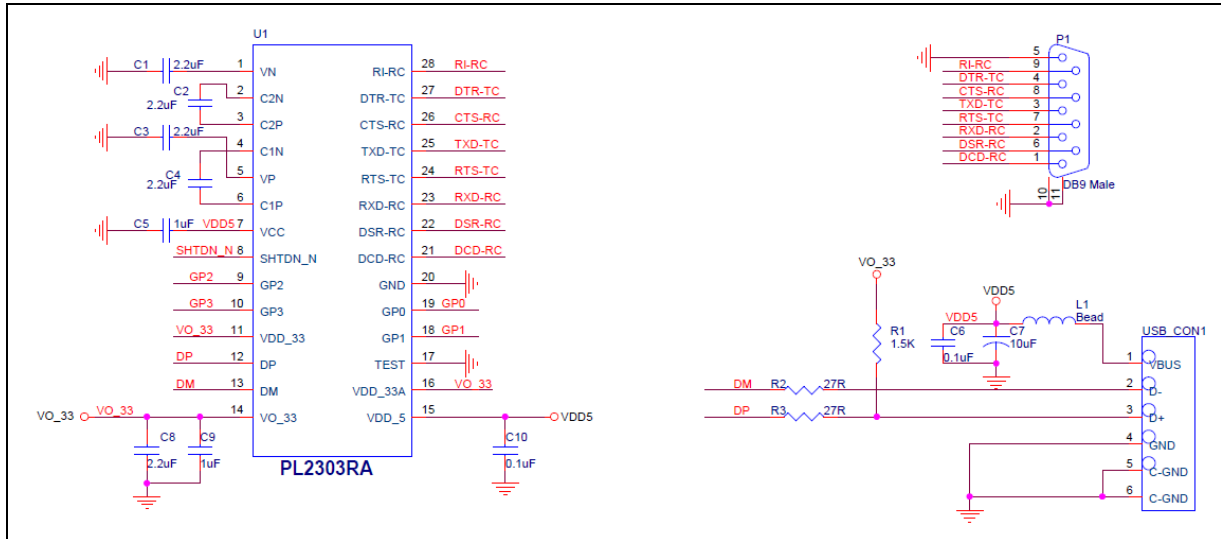 U1
C1 2.2uF 1 VN RI-RC 28 RI-RC
C2 2.2uF 2 C2N DTR-TC 27 DTR-TC
3 C2P CTS-RC 26 CTS-RC
C3 2.2uF 4 C1N TXD-TC 25 TXD-TC
5 VP RTS-TC 24 RTS-TC
C4 2.2uF 6 C1P RXD-RC 23 RXD-RC
C5 1uF VDD5 7 VCC DSR-RC 22 DSR-RC
SHTDN_N 8 SHTDN_N DCD-RC 21 DCD-RC
GP2 9 GP2 GND 20
GP3 10 GP3 GP0 19 GP0
VO_33 11 VDD_33 GP1 18 GP1
DP 12 DP TEST 17
DM 13 DM VDD_33A 16 VO_33
VO_33 VO_33 14 VO_33 VDD_5 15 VDD5
C8 2.2uF
C9 1uF
C10 0.1uF
PL2303RA
P1
5
RI-RC 9
DTR-TC 4
CTS-RC 8
TXD-TC 3
RTS-TC 7
RXD-RC 2
DSR-RC 6
DCD-RC 1
10 11
DB9 Male
VO_33
R1 1.5K
VDD5
VDD5
C6 0.1uF
C7 10uF
L1 Bead
USB_CON1
1 VBUS
DM R2 27R 2 D-
DP R3 27R 3 D+
4 GND
5 C-GND
6 C-GND